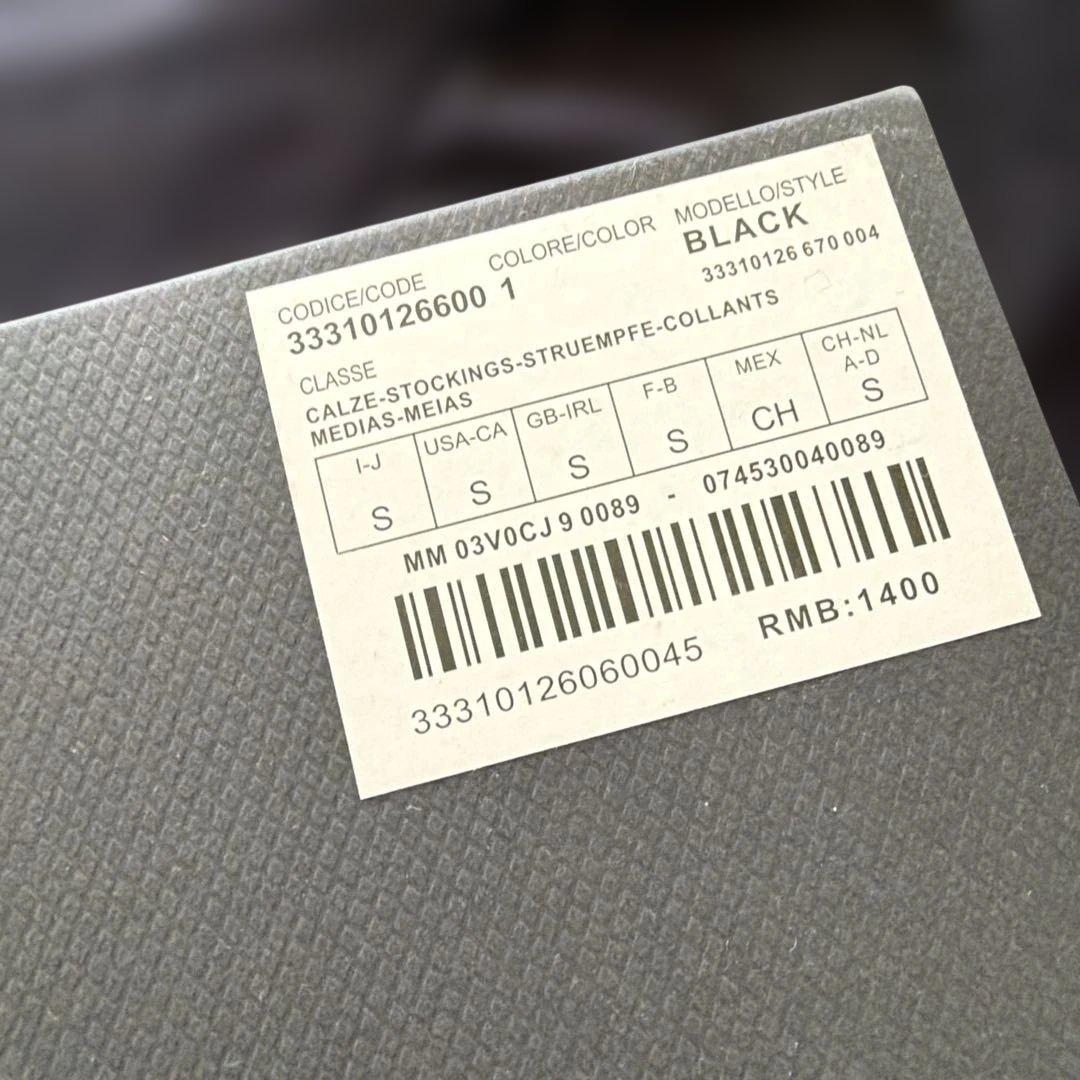 CODICE/CODE COLORE/COLOR MODELLO/STYLE
33310126600 1 BLACK
33310126 670 004
CLASSE
CALZE-STOCKINGS-STRUEMPFE-COLLANTS
MEDIAS-MEIAS
I-J USA-CA GB-IRL F-B MEX CH-NL A-D
S S S S CH S
MM 03V0CJ 9 0089 - 074530040089
33310126060045 RMB:1400